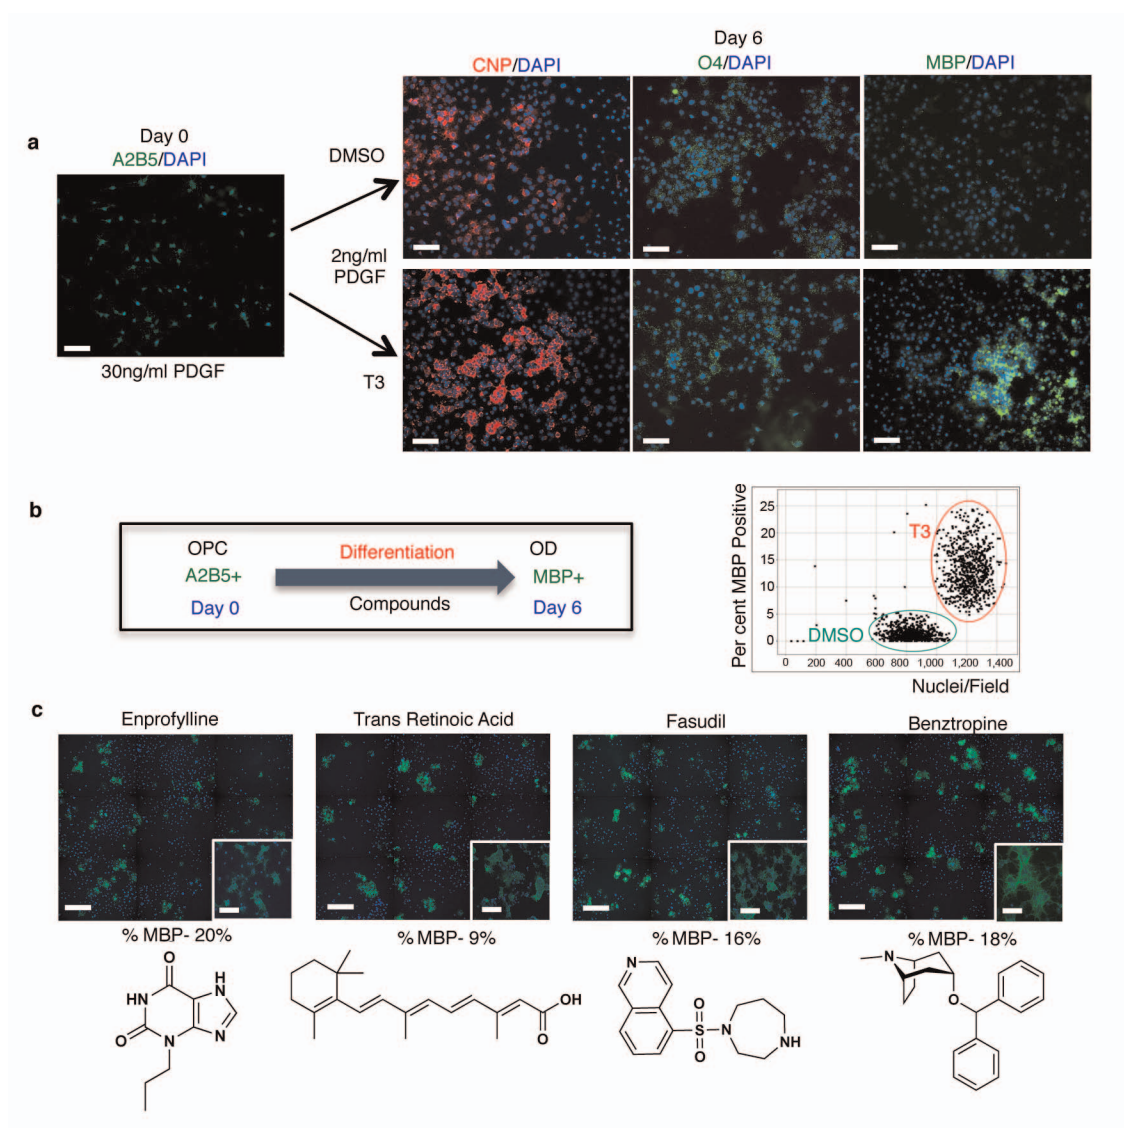 a
Day 0
A2B5/DAPI
30ng/ml PDGF
DMSO
2ng/ml
PDGF
T3
Day 6
CNP/DAPI
O4/DAPI
MBP/DAPI
b
OPC
A2B5+
Day 0
Differentiation
Compounds
OD
MBP+
Day 6
Per cent MBP Positive
25
20
15
10
5
0
T3
DMSO
0 200 400 600 800 1,000 1,200 1,400
Nuclei/Field
c
Enprofylline
Trans Retinoic Acid
Fasudil
Benztropine
% MBP- 20%
% MBP- 9%
% MBP- 16%
% MBP- 18%
O
H
N
HN
O
N
N
OH
O
N
O
S
N
O
NH
N
O